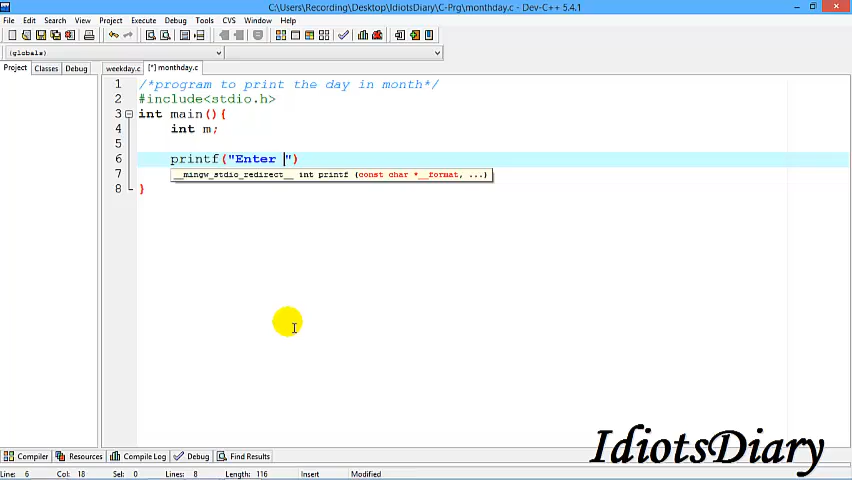 C:\Users\Recording\Desktop\IdiotsDiary\C-Prg\monthday.c - Dev-C++ 5.4.1
File Edit Search View Project Execute Debug Tools CVS Window Help
(globals)
Project Classes Debug weekday.c [*] monthday.c
1 /*program to print the day in month*/
2 #include<stdio.h>
3 int main(){
4 int m;
5
6 printf("Enter ")
7 __mingw_stdio_redirect__ int printf (const char *__format, ...)
8 }
IdiotsDiary
Compiler Resources Compile Log Debug Find Results
Line: 6 Col: 18 Sel: 0 Lines: 8 Length: 116 Insert Modified